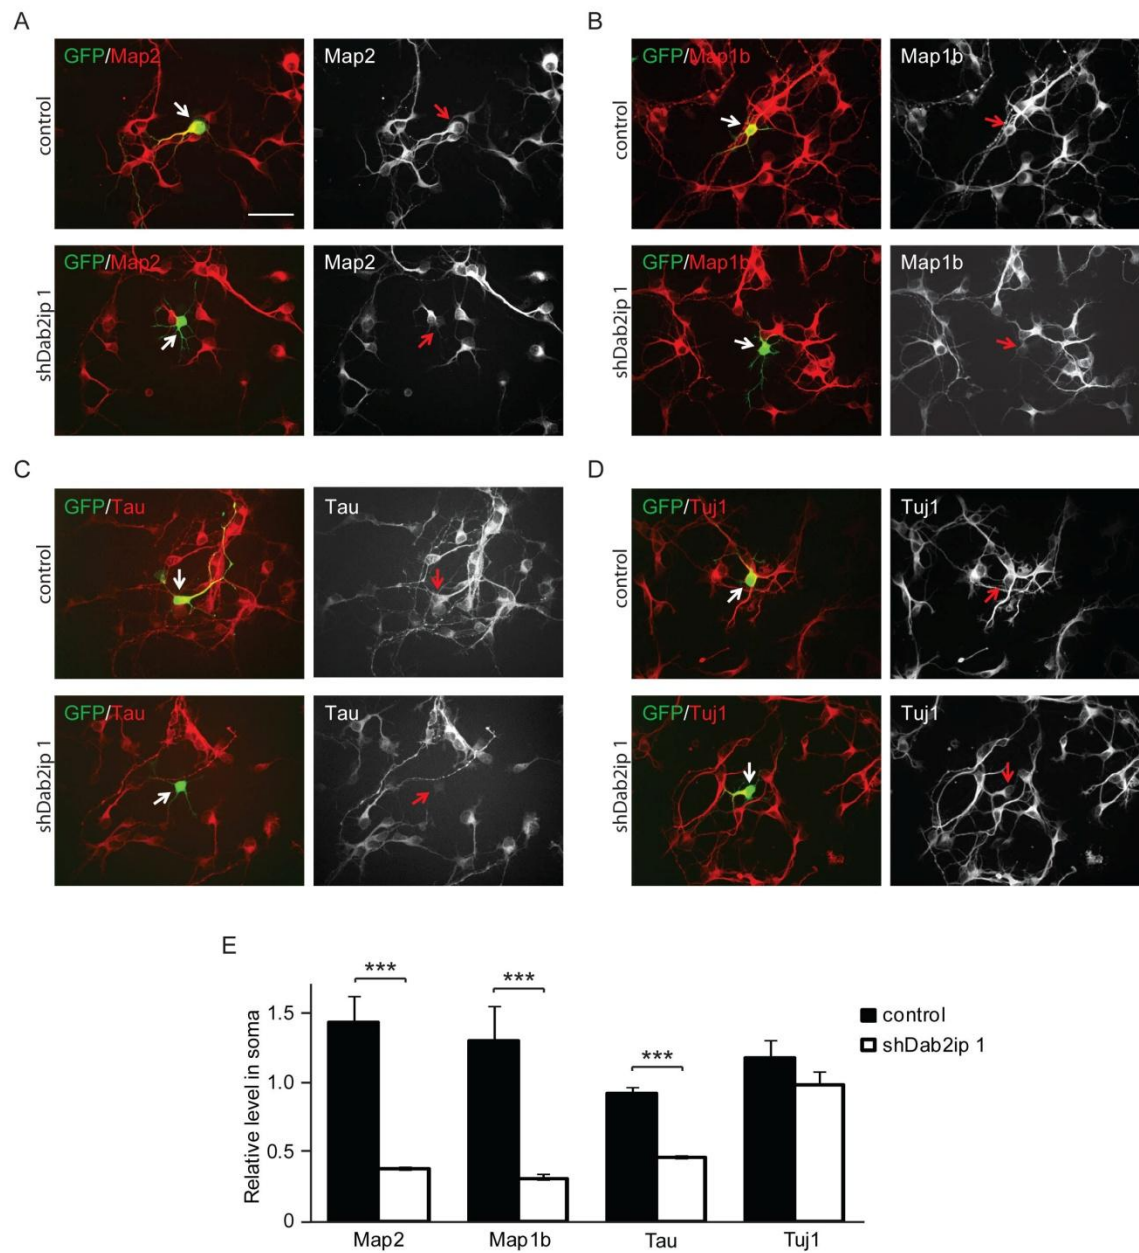 A
B
GFP/Map2
Map2
GFP/Map1b
Map1b
control
control
GFP/Map2
Map2
GFP/Map1b
Map1b
shDab2ip 1
shDab2ip 1
C
D
GFP/Tau
Tau
GFP/Tuj1
Tuj1
control
control
GFP/Tau
Tau
GFP/Tuj1
Tuj1
shDab2ip 1
shDab2ip 1
E
***
***
***
Relative level in soma
1.5
1.0
0.5
0
control
shDab2ip 1
Map2
Map1b
Tau
Tuj1